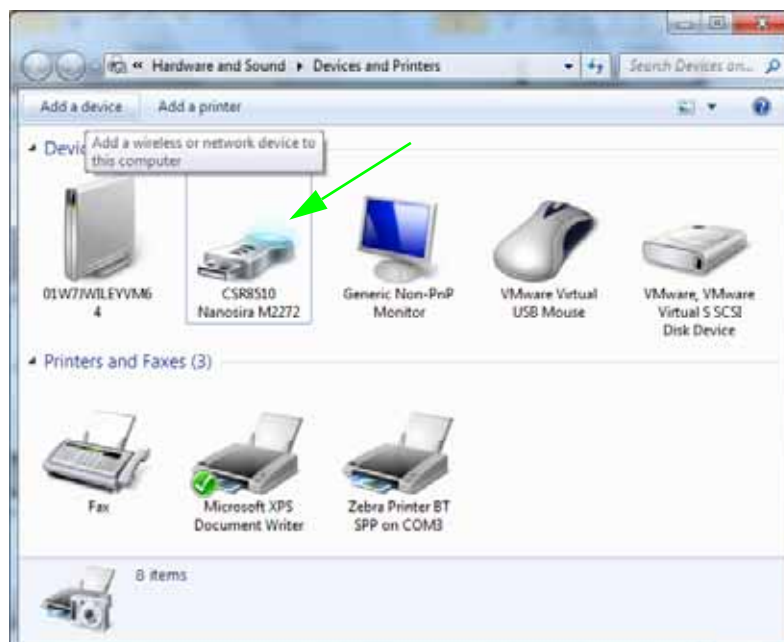 « Hardware and Sound ▸ Devices and Printers
Search Devices an...
Add a device Add a printer
Devic
Add a wireless or network device to
this computer
CSR8510
Nanosira M2272
Generic Non-PnP
Monitor
VMware Virtual
USB Mouse
VMware, VMware
Virtual S SCSI
Disk Device
Printers and Faxes (3)
Fax
Microsoft XPS
Document Writer
Zebra Printer BT
SPP on COM3
8 items